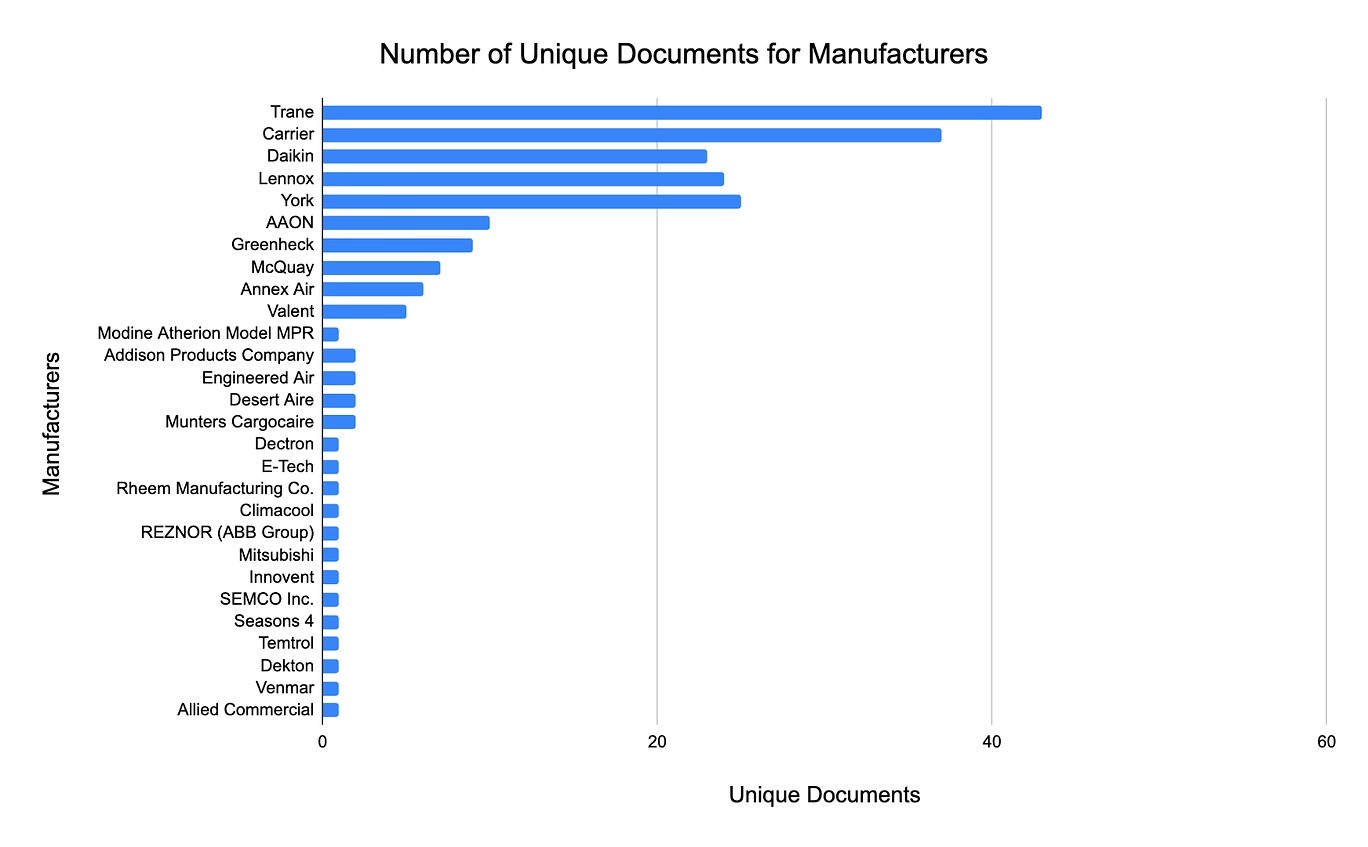 Number of Unique Documents for Manufacturers
Manufacturers
Trane
Carrier
Daikin
Lennox
York
AAON
Greenheck
McQuay
Annex Air
Valent
Modine Atherion Model MPR
Addison Products Company
Engineered Air
Desert Aire
Munters Cargocaire
Dectron
E-Tech
Rheem Manufacturing Co.
Climacool
REZNOR (ABB Group)
Mitsubishi
Innovent
SEMCO Inc.
Seasons 4
Temtrol
Dekton
Venmar
Allied Commercial
0 20 40 60
Unique Documents